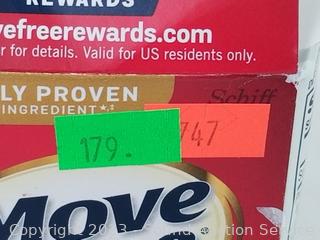 REWARDS
vefreerewards.com
r for details. Valid for US residents only.
LY PROVEN
INGREDIENT*,‡
Schiff
179.
747
Move